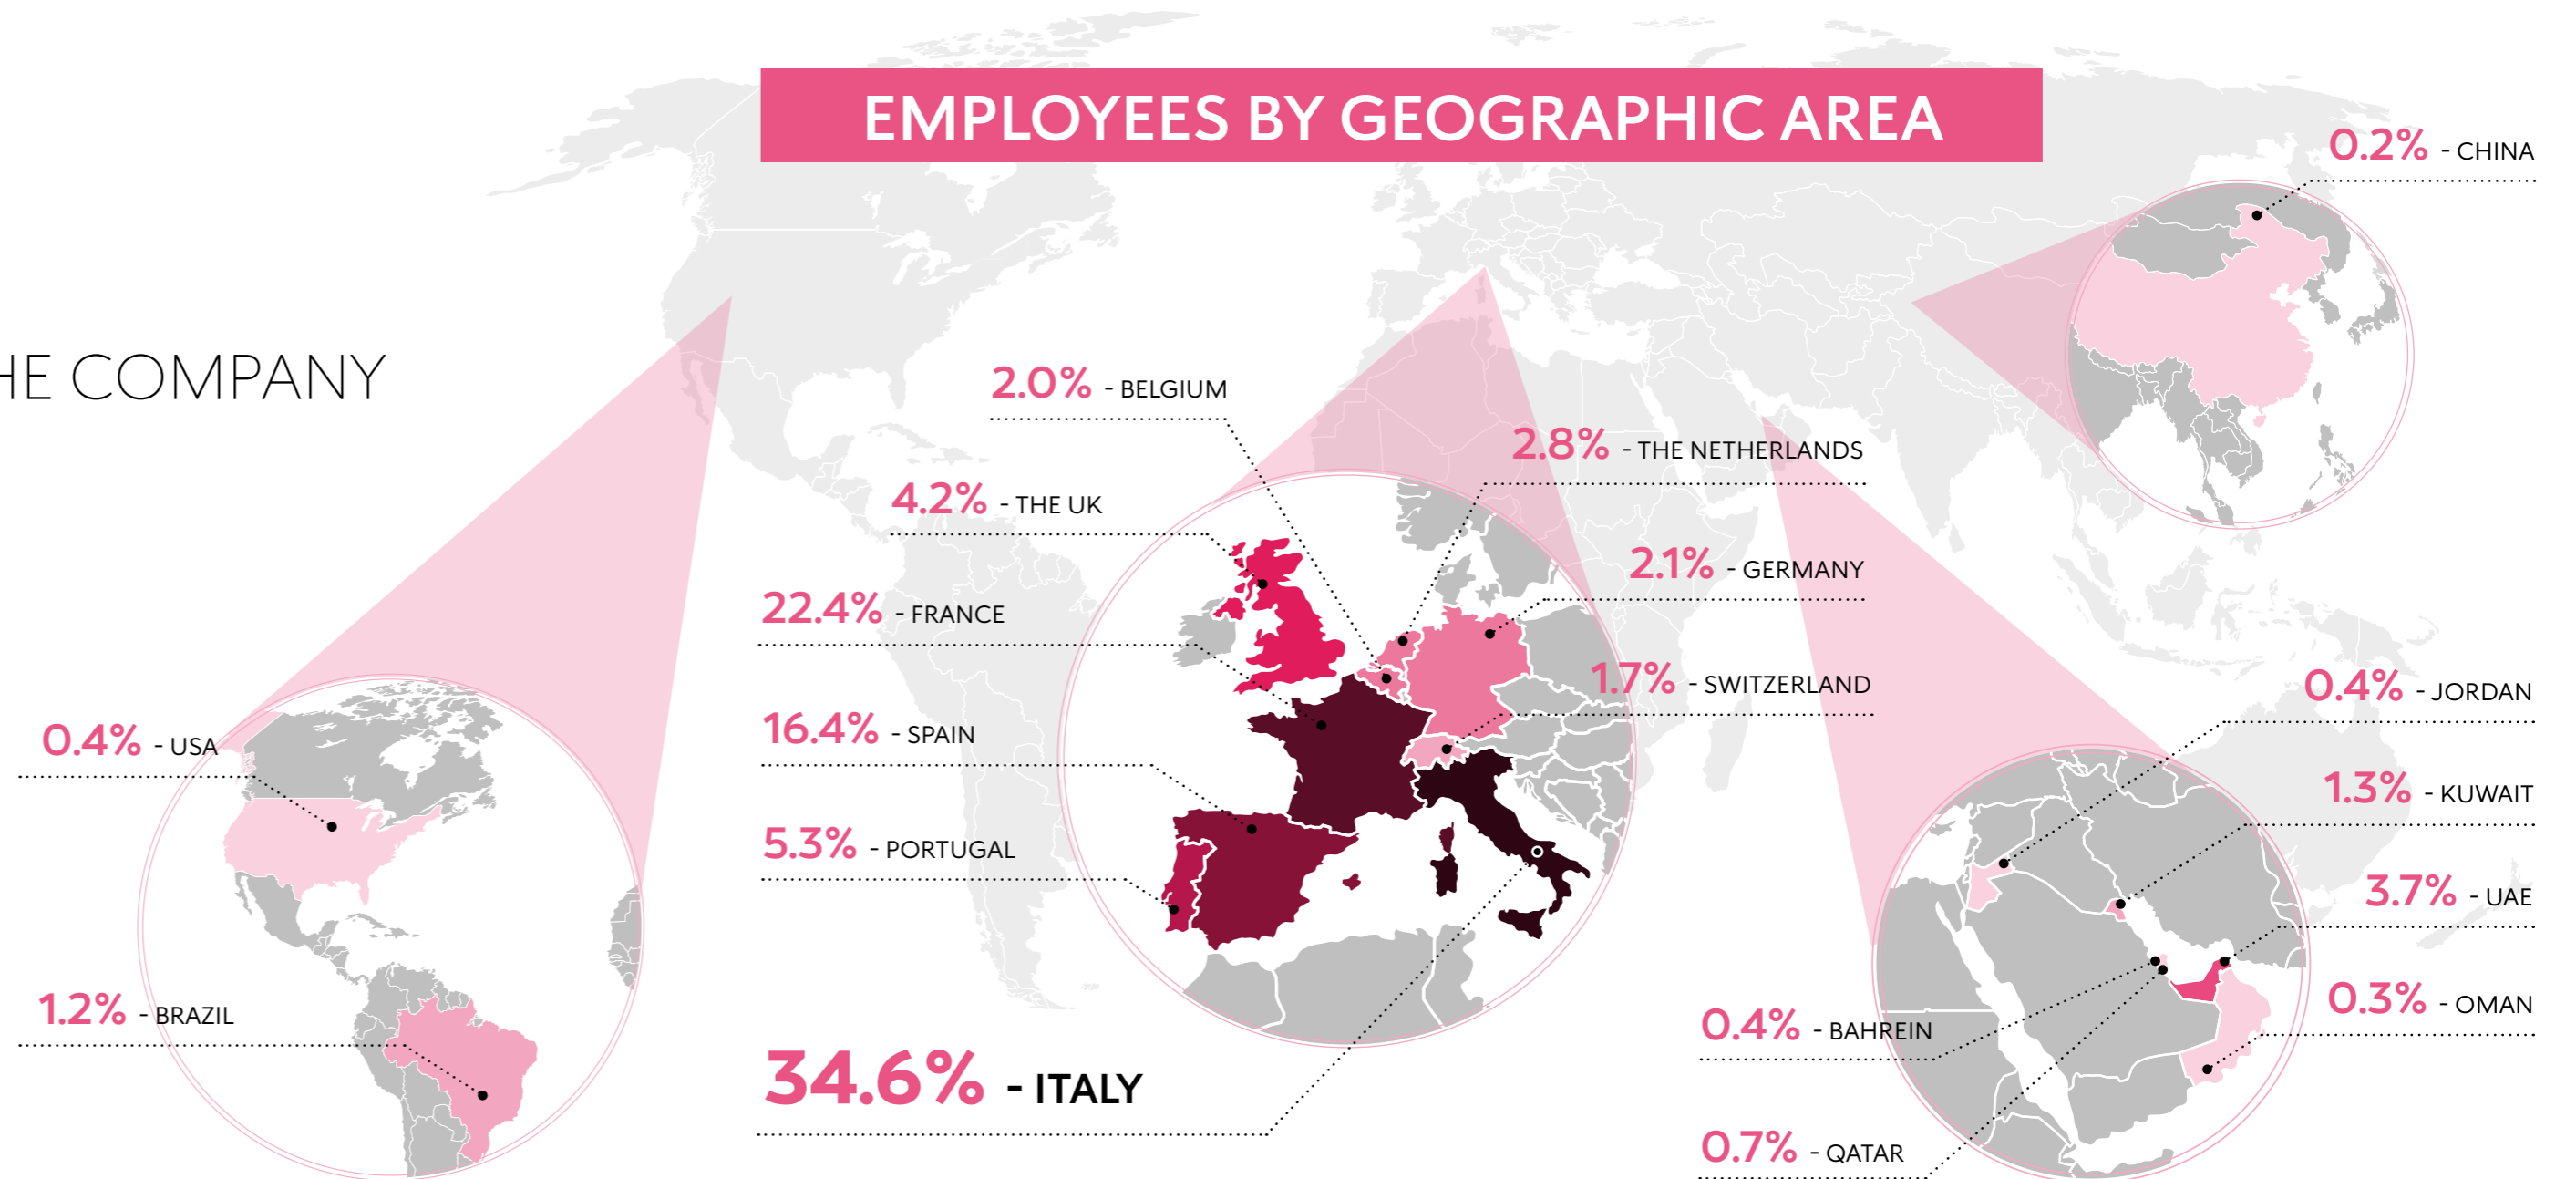 EMPLOYEES BY GEOGRAPHIC AREA
HE COMPANY
0.2% - CHINA
2.0% - BELGIUM
2.8% - THE NETHERLANDS
4.2% - THE UK
2.1% - GERMANY
22.4% - FRANCE
1.7% - SWITZERLAND
16.4% - SPAIN
5.3% - PORTUGAL
34.6% - ITALY
0.4% - USA
1.2% - BRAZIL
0.4% - JORDAN
1.3% - KUWAIT
3.7% - UAE
0.3% - OMAN
0.4% - BAHREIN
0.7% - QATAR